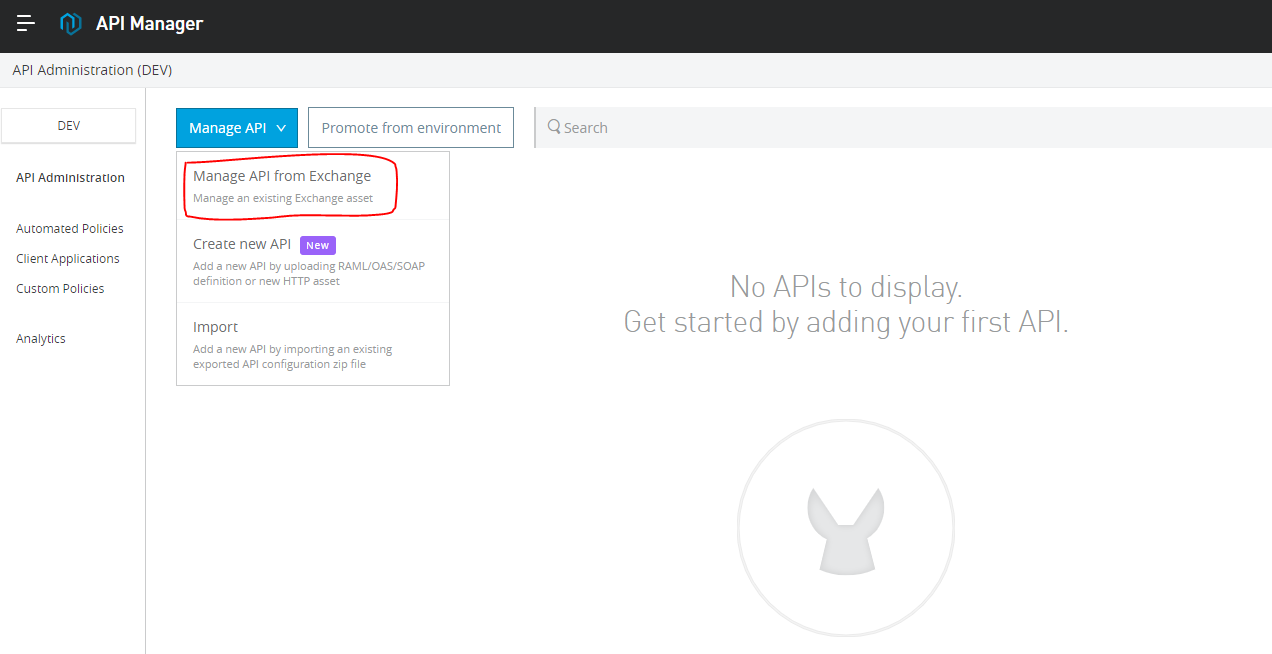 API Manager
API Administration (DEV)
DEV
API Administration
Automated Policies
Client Applications
Custom Policies
Analytics
Manage API
Promote from environment
Search
Manage API from Exchange
Manage an existing Exchange asset
Create new API New
Add a new API by uploading RAML/OAS/SOAP
definition or new HTTP asset
Import
Add a new API by importing an existing
exported API configuration zip file
No APIs to display.
Get started by adding your first API.